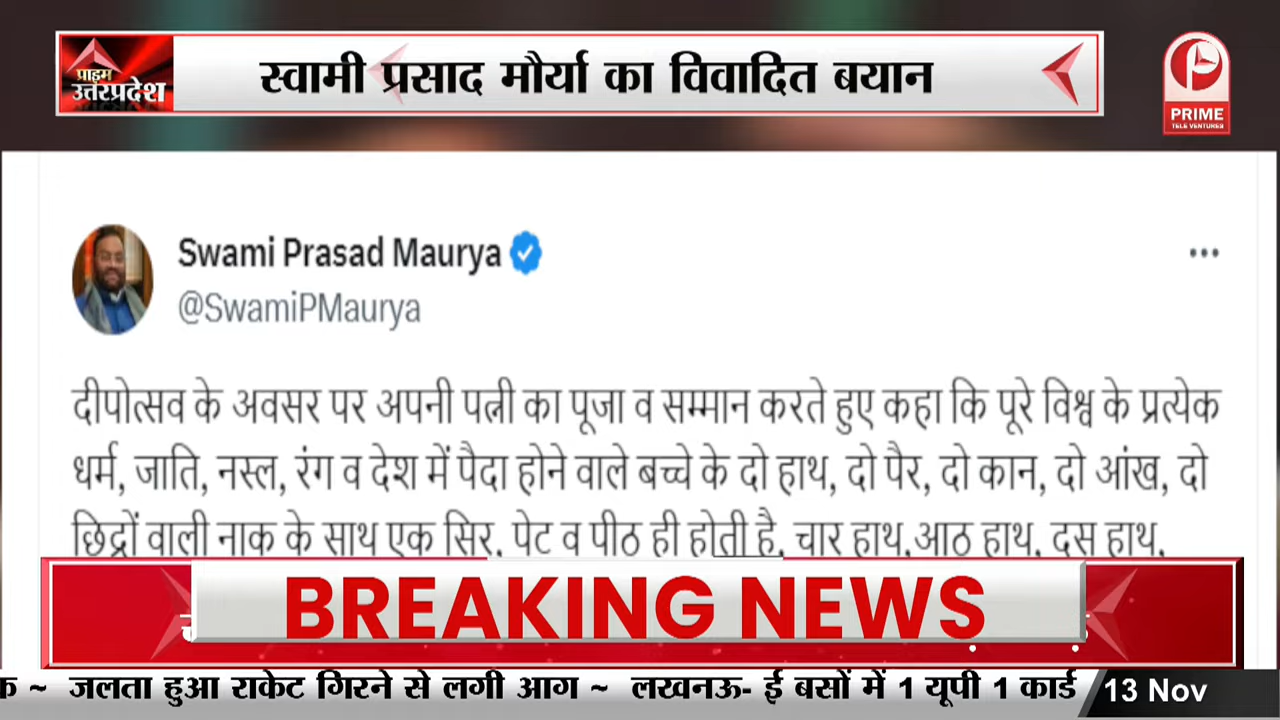 प्राइम
उत्तरप्रदेश
स्वामी प्रसाद मौर्या का विवादित बयान
PRIME
TELE VENTURES
Swami Prasad Maurya
@SwamiPMaurya
दीपोत्सव के अवसर पर अपनी पत्नी का पूजा व सम्मान करते हुए कहा कि पूरे विश्व के प्रत्येक
धर्म, जाति, नस्ल, रंग व देश में पैदा होने वाले बच्चे के दो हाथ, दो पैर, दो कान, दो आंख, दो
छिद्रों वाली नाक के साथ एक सिर, पेट व पीठ ही होती है, चार हाथ,आठ हाथ, दस हाथ,
BREAKING NEWS
~ जलता हुआ राकेट गिरने से लगी आग ~ लखनऊ- ई बसों में 1 यूपी 1 कार्ड
13 Nov